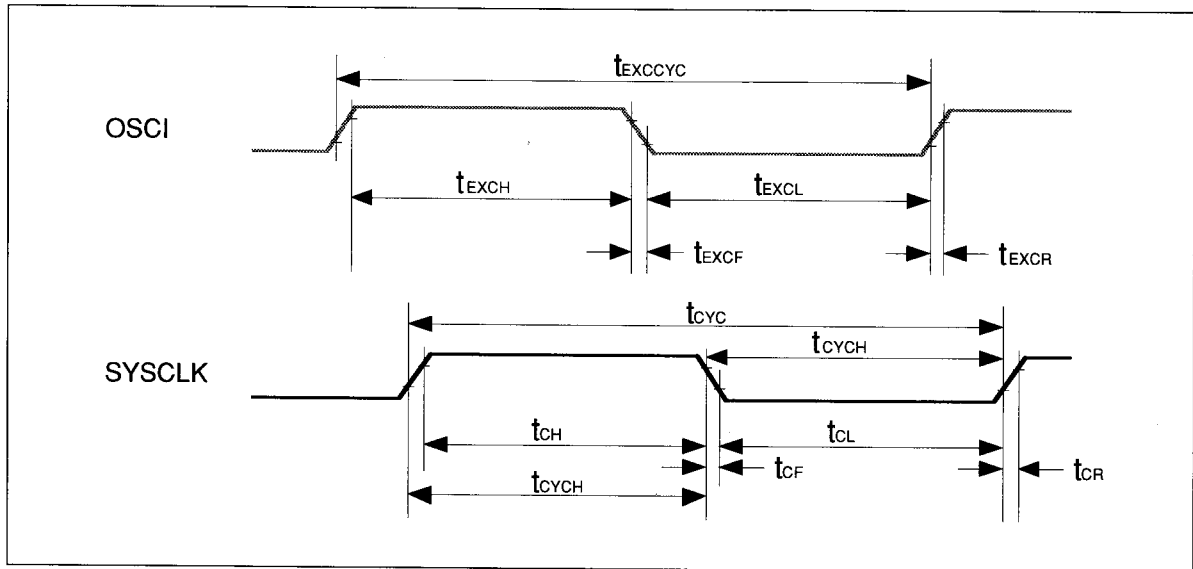 tEXCCYC
OSCI
tEXCH
tEXCL
tEXCF
tEXCR
tCYC
tCYCH
SYSCLK
tCH
tCL
tCF
tCR
tCYCH